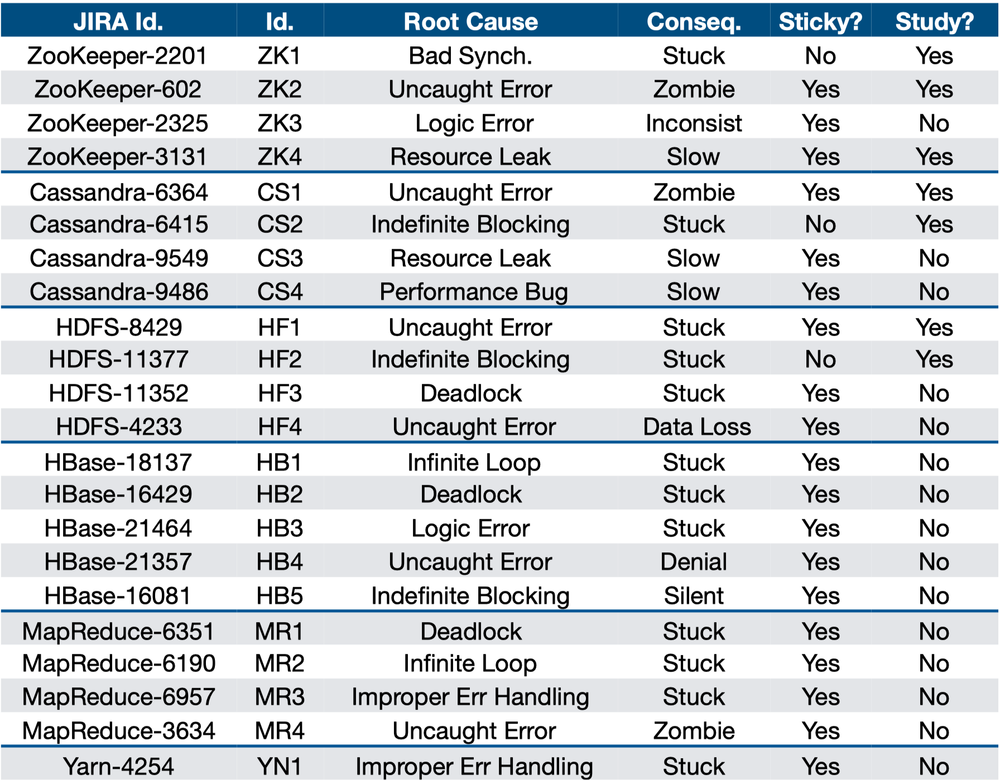 JIRA Id. Id. Root Cause Conseq. Sticky? Study?
ZooKeeper-2201 ZK1 Bad Synch. Stuck No Yes
ZooKeeper-602 ZK2 Uncaught Error Zombie Yes Yes
ZooKeeper-2325 ZK3 Logic Error Inconsist Yes No
ZooKeeper-3131 ZK4 Resource Leak Slow Yes Yes
Cassandra-6364 CS1 Uncaught Error Zombie Yes Yes
Cassandra-6415 CS2 Indefinite Blocking Stuck No Yes
Cassandra-9549 CS3 Resource Leak Slow Yes No
Cassandra-9486 CS4 Performance Bug Slow Yes No
HDFS-8429 HF1 Uncaught Error Stuck Yes Yes
HDFS-11377 HF2 Indefinite Blocking Stuck No Yes
HDFS-11352 HF3 Deadlock Stuck Yes No
HDFS-4233 HF4 Uncaught Error Data Loss Yes No
HBase-18137 HB1 Infinite Loop Stuck Yes No
HBase-16429 HB2 Deadlock Stuck Yes No
HBase-21464 HB3 Logic Error Stuck Yes No
HBase-21357 HB4 Uncaught Error Denial Yes No
HBase-16081 HB5 Indefinite Blocking Silent Yes No
MapReduce-6351 MR1 Deadlock Stuck Yes No
MapReduce-6190 MR2 Infinite Loop Stuck Yes No
MapReduce-6957 MR3 Improper Err Handling Stuck Yes No
MapReduce-3634 MR4 Uncaught Error Zombie Yes No
Yarn-4254 YN1 Improper Err Handling Stuck Yes No